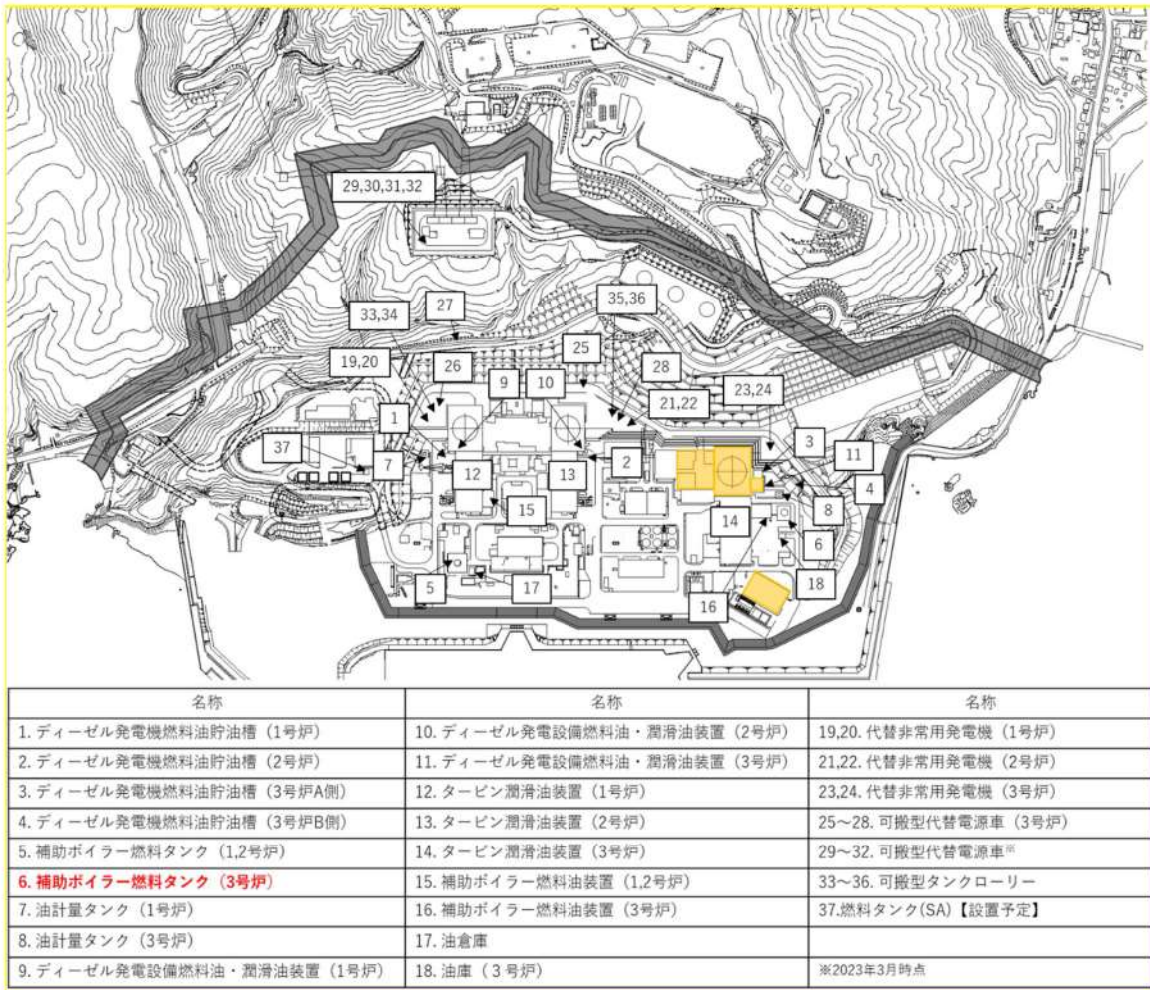 29,30,31,32
35,36
27
33,34
25
28
19,20
26
9
10
23,24
21,22
1
3
37
7
12
13
2
11
4
15
14
8
6
5
17
16
18
名称 名称 名称
1. ディーゼル発電機燃料油貯油槽（1号炉） 10. ディーゼル発電設備燃料油・潤滑油装置（2号炉） 19,20. 代替非常用発電機（1号炉）
2. ディーゼル発電機燃料油貯油槽（2号炉） 11. ディーゼル発電設備燃料油・潤滑油装置（3号炉） 21,22. 代替非常用発電機（2号炉）
3. ディーゼル発電機燃料油貯油槽（3号炉A側） 12. タービン潤滑油装置（1号炉） 23,24. 代替非常用発電機（3号炉）
4. ディーゼル発電機燃料油貯油槽（3号炉B側） 13. タービン潤滑油装置（2号炉） 25～28. 可搬型代替電源車（3号炉）
5. 補助ボイラー燃料タンク（1,2号炉） 14. タービン潤滑油装置（3号炉） 29～32. 可搬型代替電源車※
6. 補助ボイラー燃料タンク（3号炉） 15. 補助ボイラー燃料油装置（1,2号炉） 33～36. 可搬型タンクローリー
7. 油計量タンク（1号炉） 16. 補助ボイラー燃料油装置（3号炉） 37.燃料タンク(SA)【設置予定】
8. 油計量タンク（3号炉） 17. 油倉庫
9. ディーゼル発電設備燃料油・潤滑油装置（1号炉） 18. 油庫（３号炉） ※2023年3月時点